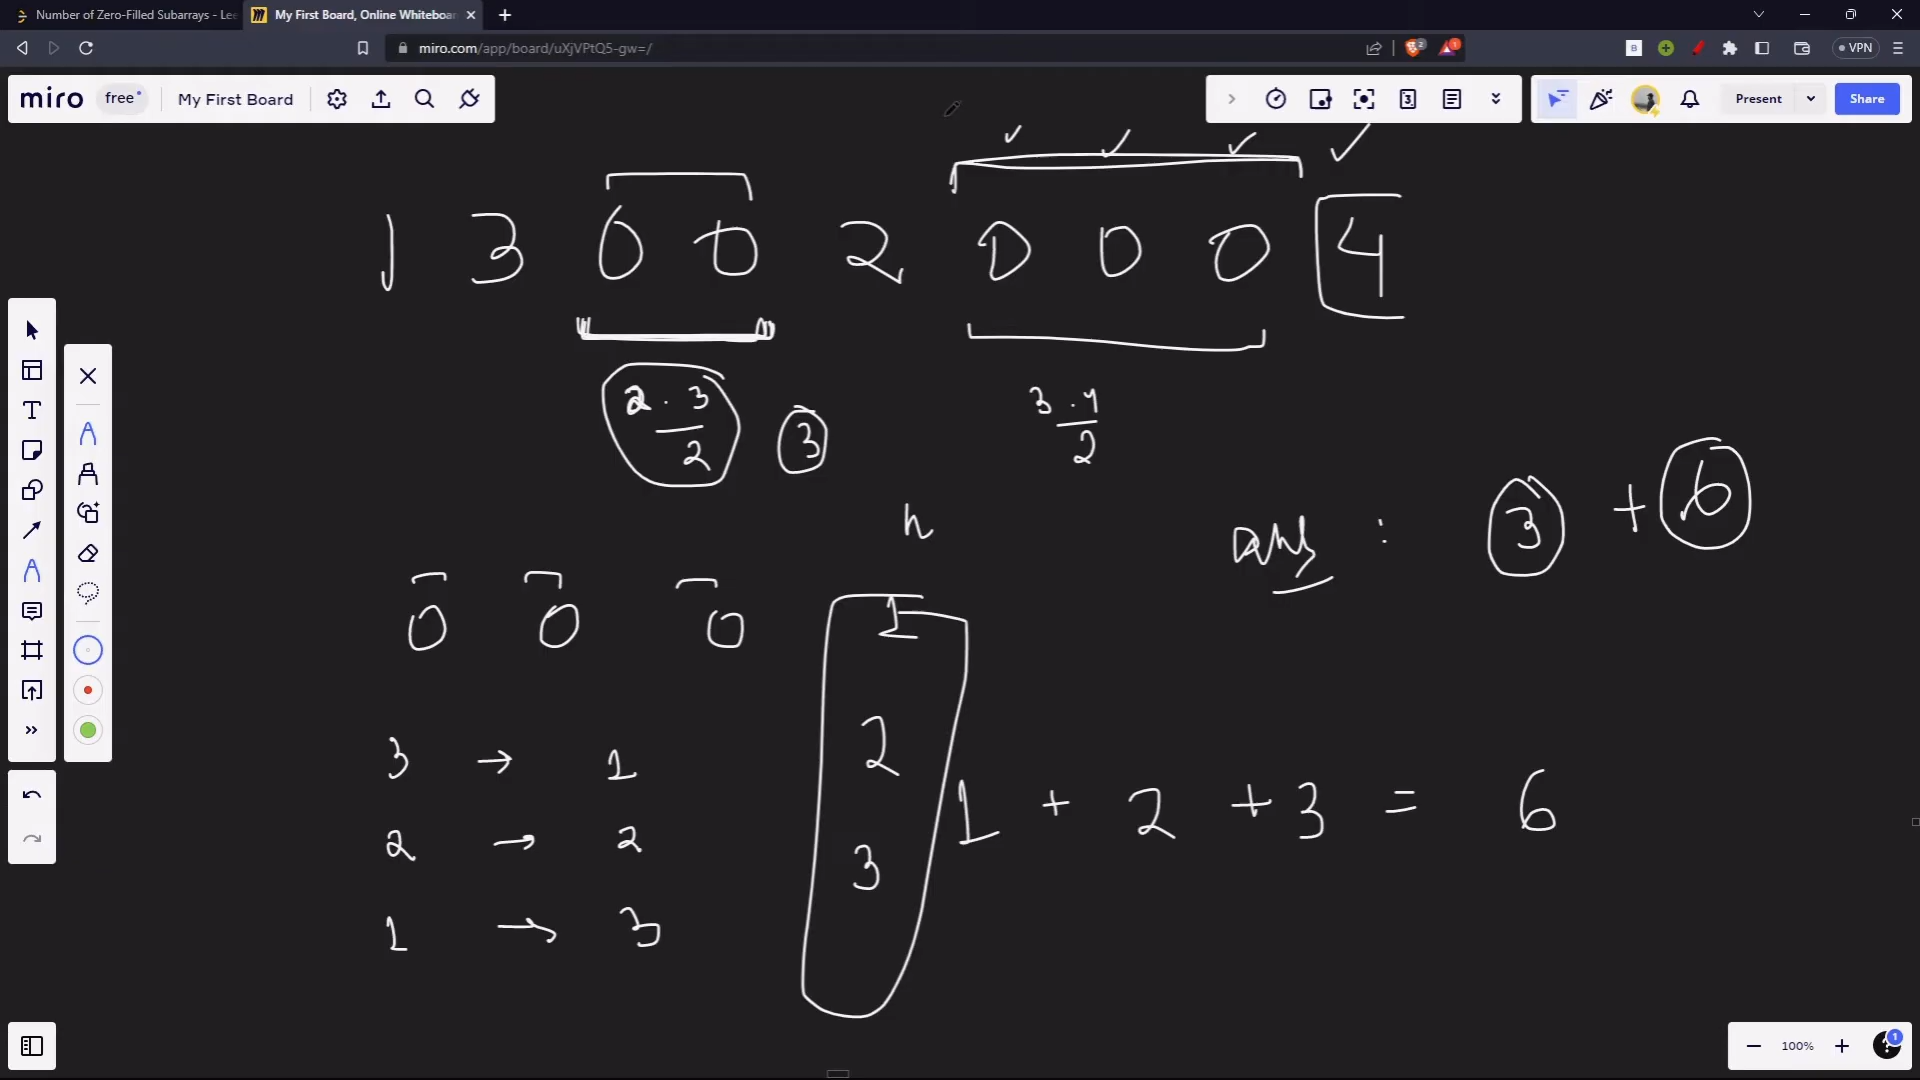 Number of Zero-Filled Subarrays - Lee
My First Board, Online Whiteboar
miro.com/app/board/uXjVPtQ5-gw=/
VPN
miro free My First Board
Present
Share
1 3 0 0 2 0 0 0 4
2 · 3
2
3
3 · 4
2
n
ans : 3 + 6
0 0 0
1
2
3
3 → 1
2 → 2
1 → 3
1 + 2 + 3 = 6
100%